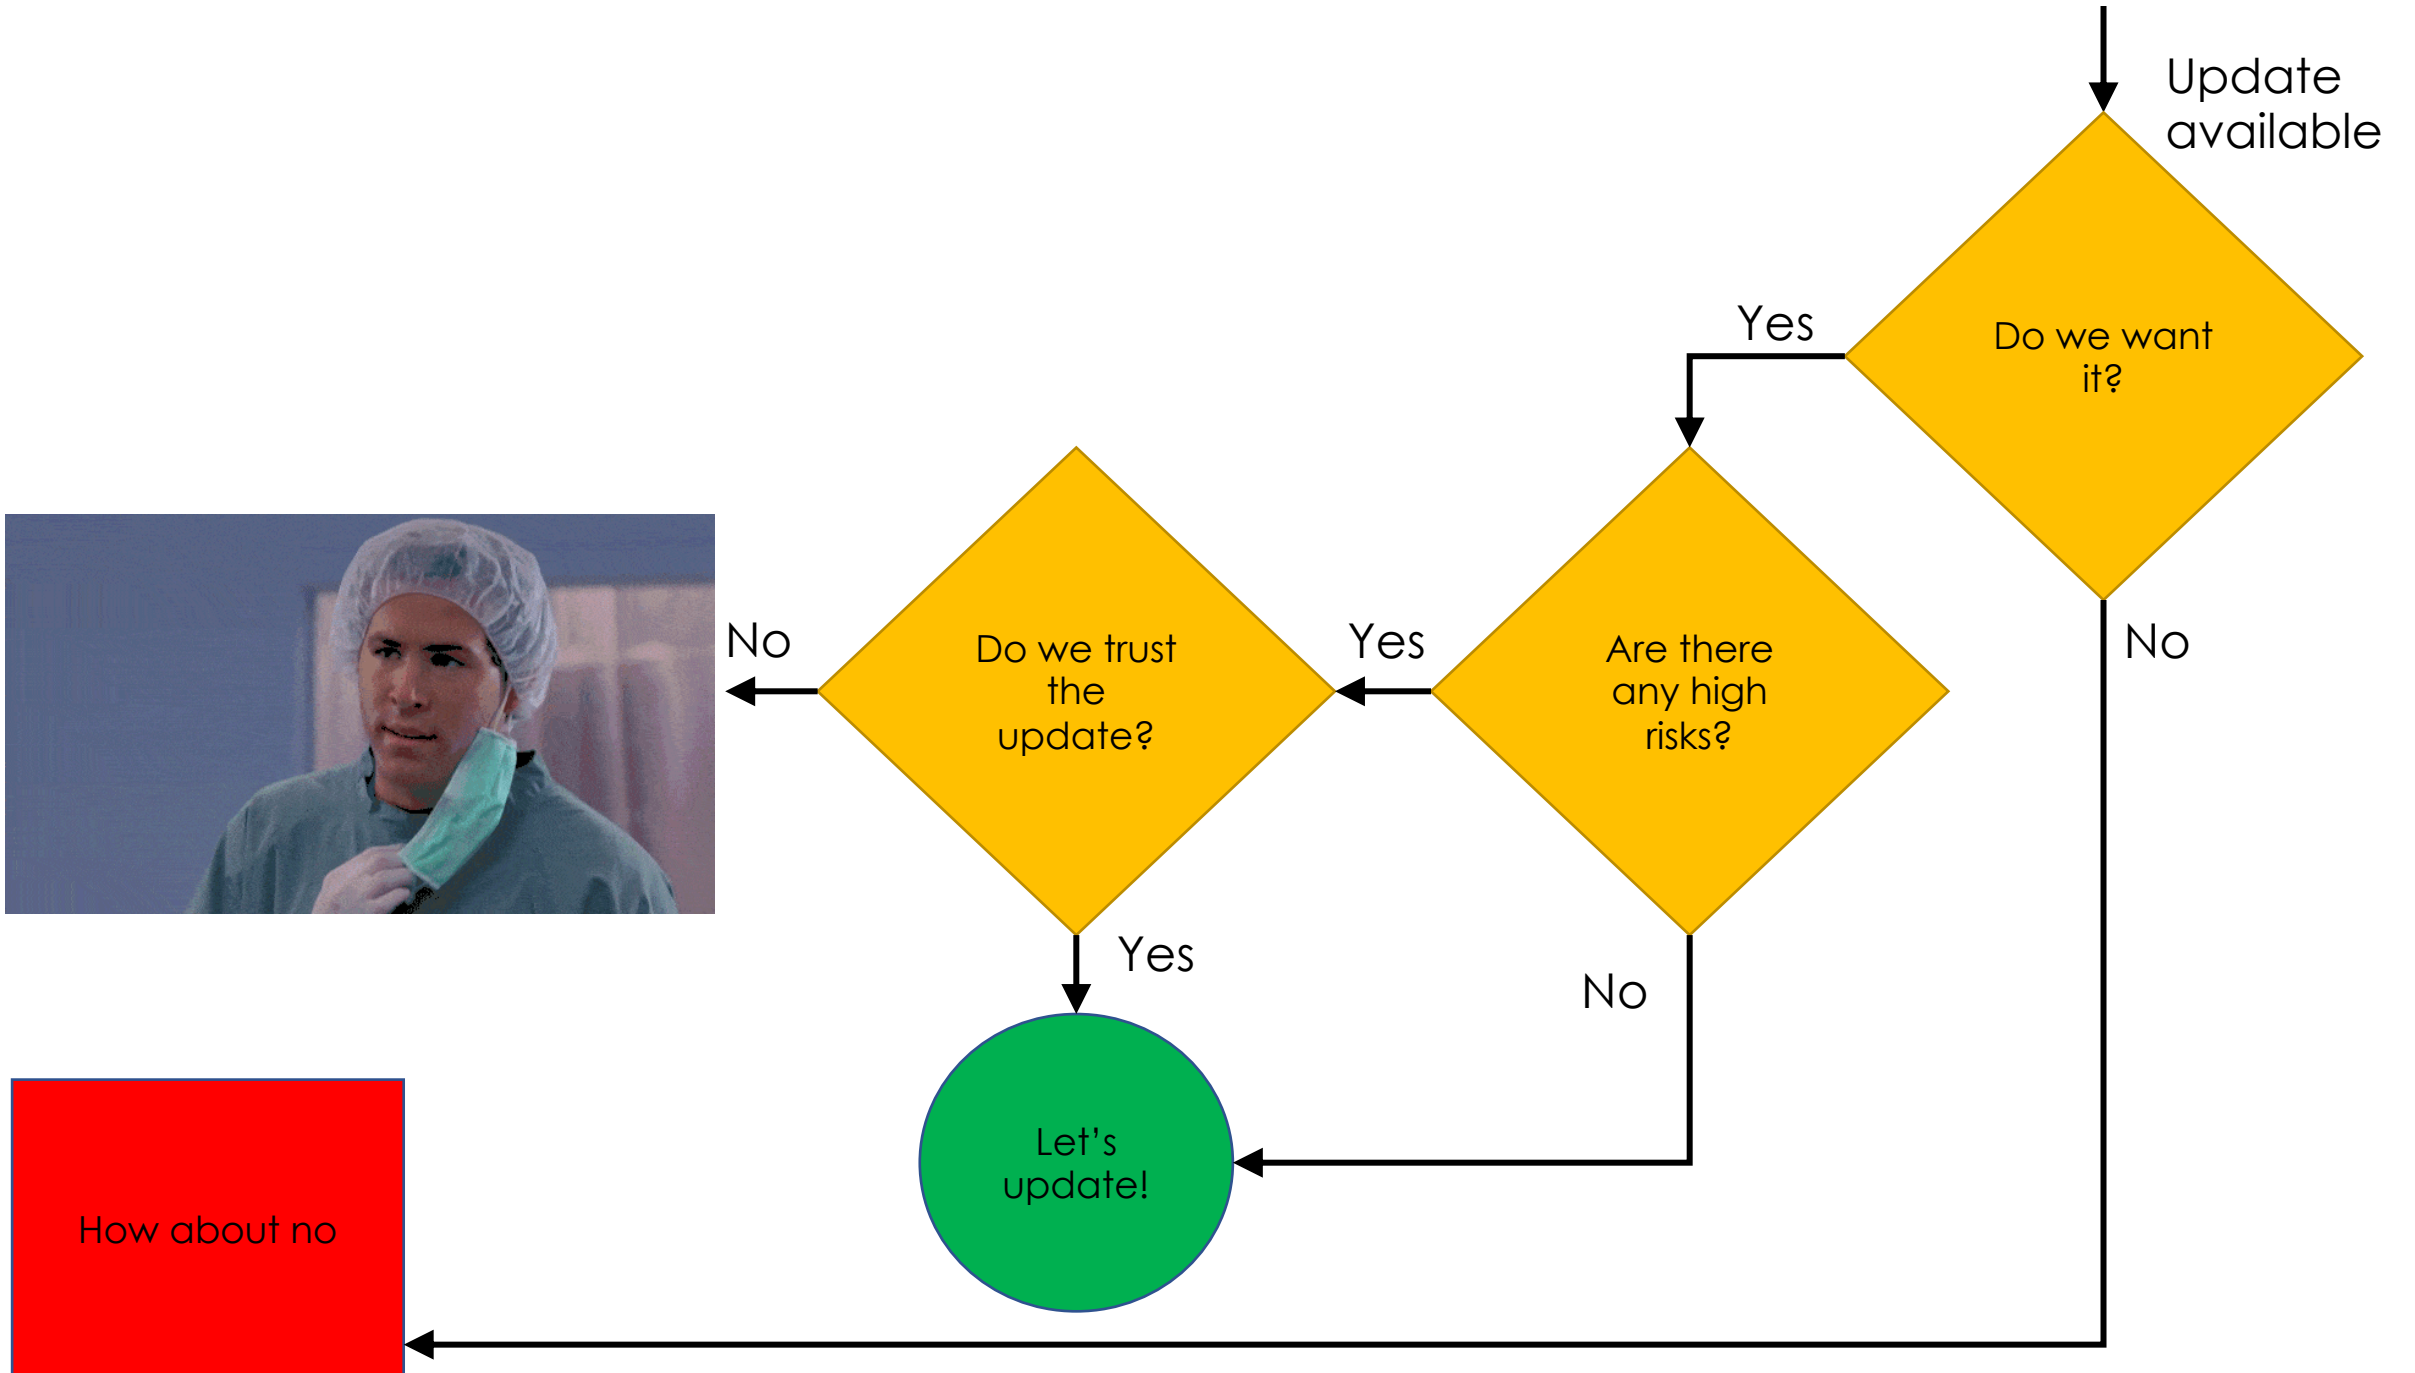 Update
available
Do we want
it?
Yes
No
Are there
any high
risks?
Yes
No
Do we trust
the
update?
No
Yes
Let’s
update!
How about no